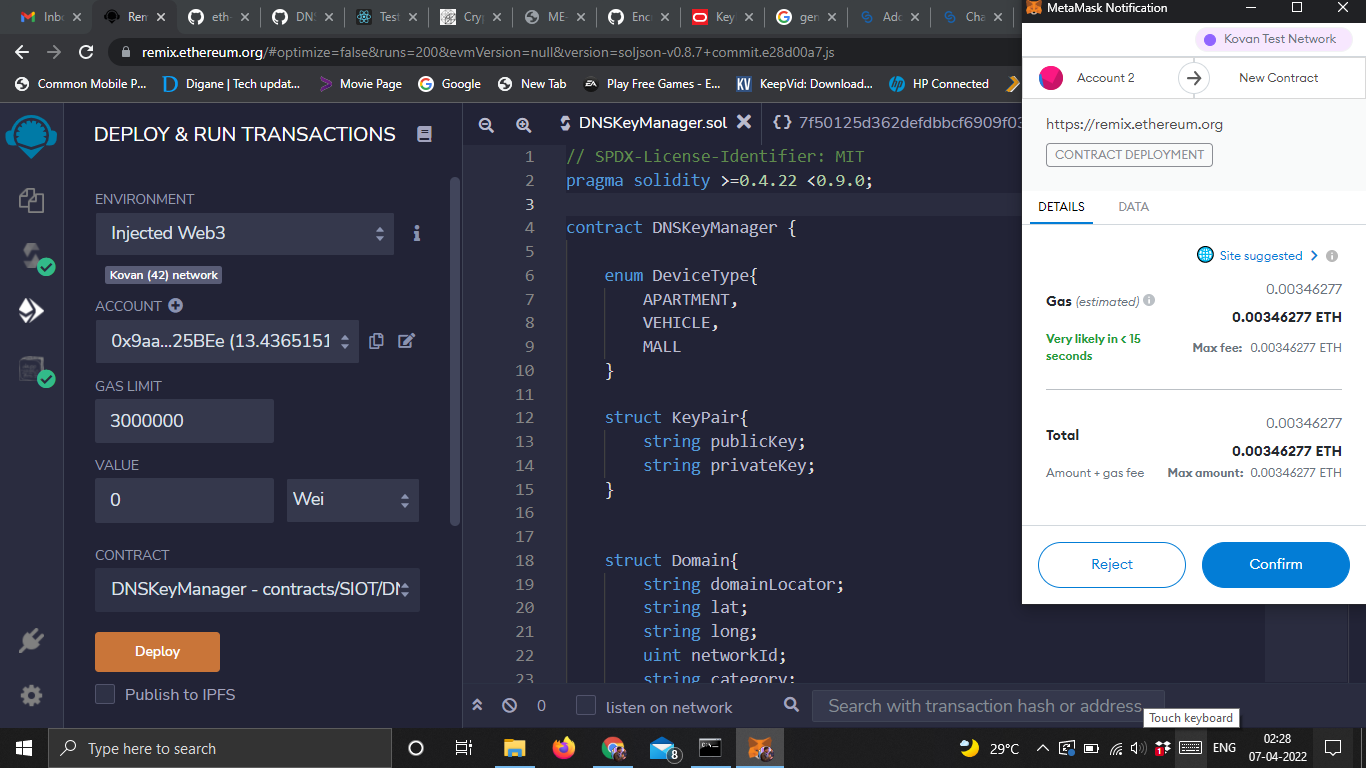 Inbo
Rem
eth-
DNS
Test
Cryp
ME-
Enc
Key
gen
Add
Cha
MetaMask Notification
remix.ethereum.org/#optimize=false&runs=200&evmVersion=null&version=soljson-v0.8.7+commit.e28d00a7.js
Common Mobile P...
Digane | Tech updat...
Movie Page
Google
New Tab
Play Free Games - E...
KeepVid: Download...
HP Connected
DEPLOY & RUN TRANSACTIONS
ENVIRONMENT
Injected Web3
Kovan (42) network
ACCOUNT
0x9aa...25BEe (13.4365151
GAS LIMIT
3000000
VALUE
0
Wei
CONTRACT
DNSKeyManager - contracts/SIOT/DN
Deploy
Publish to IPFS
DNSKeyManager.sol
{} 7f50125d362defdbbcf6909f03
1 // SPDX-License-Identifier: MIT
2 pragma solidity >=0.4.22 <0.9.0;
3
4 contract DNSKeyManager {
5
6 enum DeviceType{
7 APARTMENT,
8 VEHICLE,
9 MALL
10 }
11
12 struct KeyPair{
13 string publicKey;
14 string privateKey;
15 }
16
17
18 struct Domain{
19 string domainLocator;
20 string lat;
21 string long;
22 uint networkId;
23 string category;
0
listen on network
Search with transaction hash or address
Kovan Test Network
Account 2
New Contract
https://remix.ethereum.org
CONTRACT DEPLOYMENT
DETAILS
DATA
Site suggested
0.00346277
Gas (estimated)
0.00346277 ETH
Very likely in < 15 seconds
Max fee: 0.00346277 ETH
0.00346277
Total
0.00346277 ETH
Amount + gas fee
Max amount: 0.00346277 ETH
Reject
Confirm
Touch keyboard
Type here to search
8
29°C
1
ENG
02:28
07-04-2022